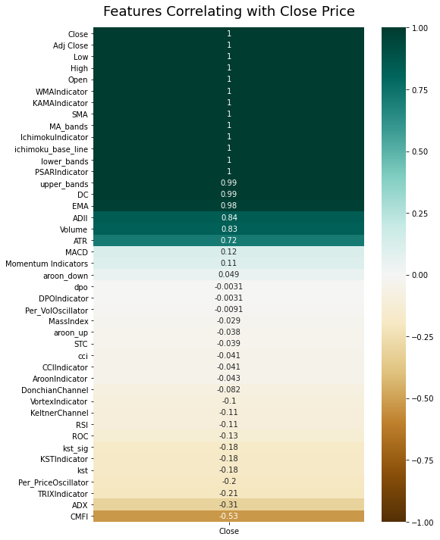 Features Correlating with Close Price
Close 1
Adj Close 1
Low 1
High 1
Open 1
WMAIndicator 1
KAMAIndicator 1
SMA 1
MA_bands 1
IchimokuIndicator 1
ichimoku_base_line 1
lower_bands 1
PSARIndicator 1
upper_bands 0.99
DC 0.99
EMA 0.98
ADII 0.84
Volume 0.83
ATR 0.72
MACD 0.12
Momentum Indicators 0.11
aroon_down 0.049
dpo -0.0031
DPOIndicator -0.0031
Per_VolOscillator -0.0091
MassIndex -0.029
aroon_up -0.038
STC -0.039
cci -0.041
CCIIndicator -0.041
AroonIndicator -0.043
DonchianChannel -0.082
VortexIndicator -0.1
KeltnerChannel -0.11
RSI -0.11
ROC -0.13
kst_sig -0.18
KSTIndicator -0.18
kst -0.18
Per_PriceOscillator -0.2
TRIXIndicator -0.21
ADX -0.31
CMFI -0.53
Close
1.00
0.75
0.50
0.25
0.00
−0.25
−0.50
−0.75
−1.00